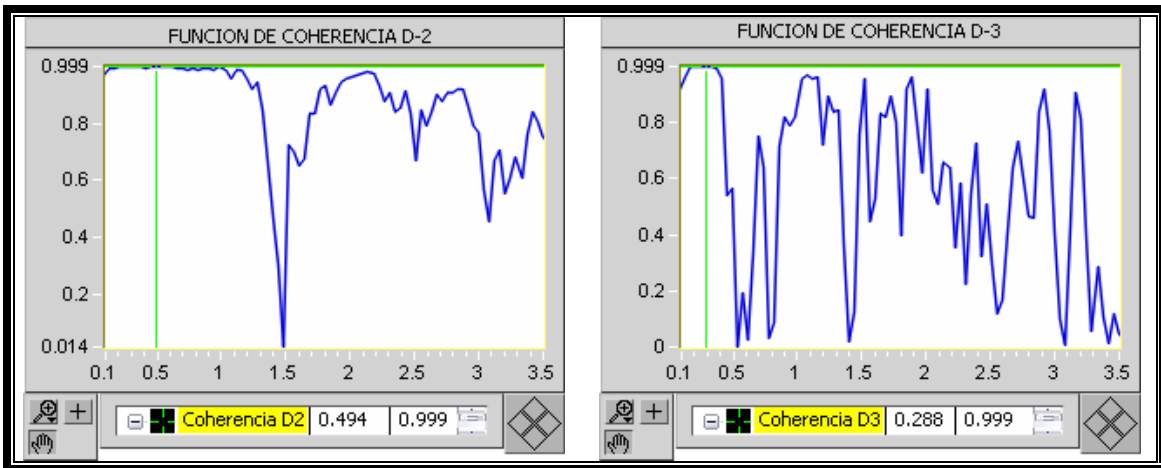 FUNCION DE COHERENCIA D-2
0.999
0.8
0.6
0.4
0.2
0.014
0.1 0.5 1 1.5 2 2.5 3 3.5
Coherencia D2 0.494 0.999
FUNCION DE COHERENCIA D-3
0.999
0.8
0.6
0.4
0.2
0
0.1 0.5 1 1.5 2 2.5 3 3.5
Coherencia D3 0.288 0.999